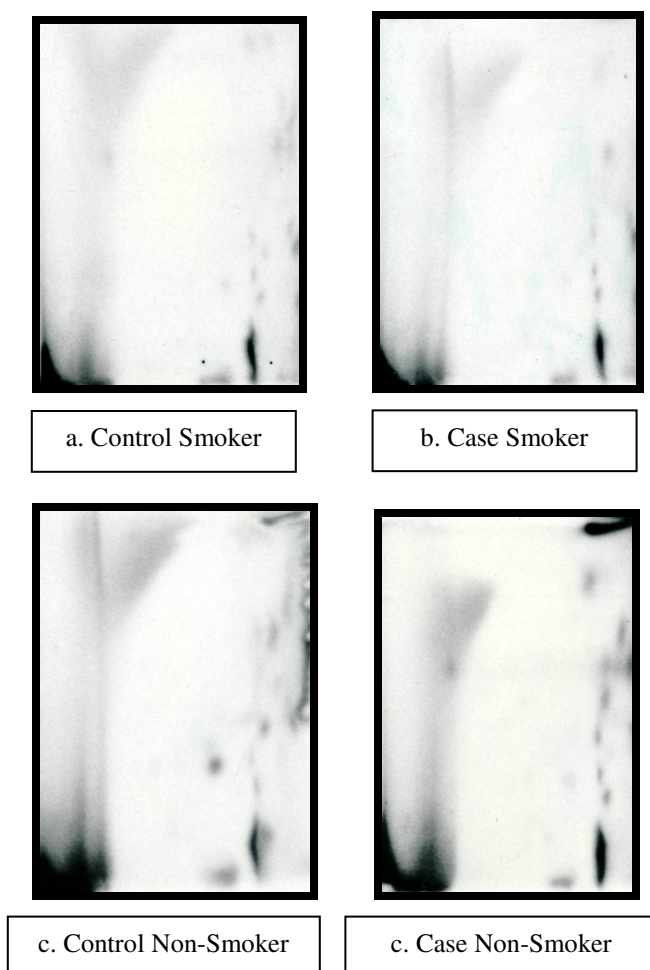 a. Control Smoker
b. Case Smoker
c. Control Non-Smoker
c. Case Non-Smoker